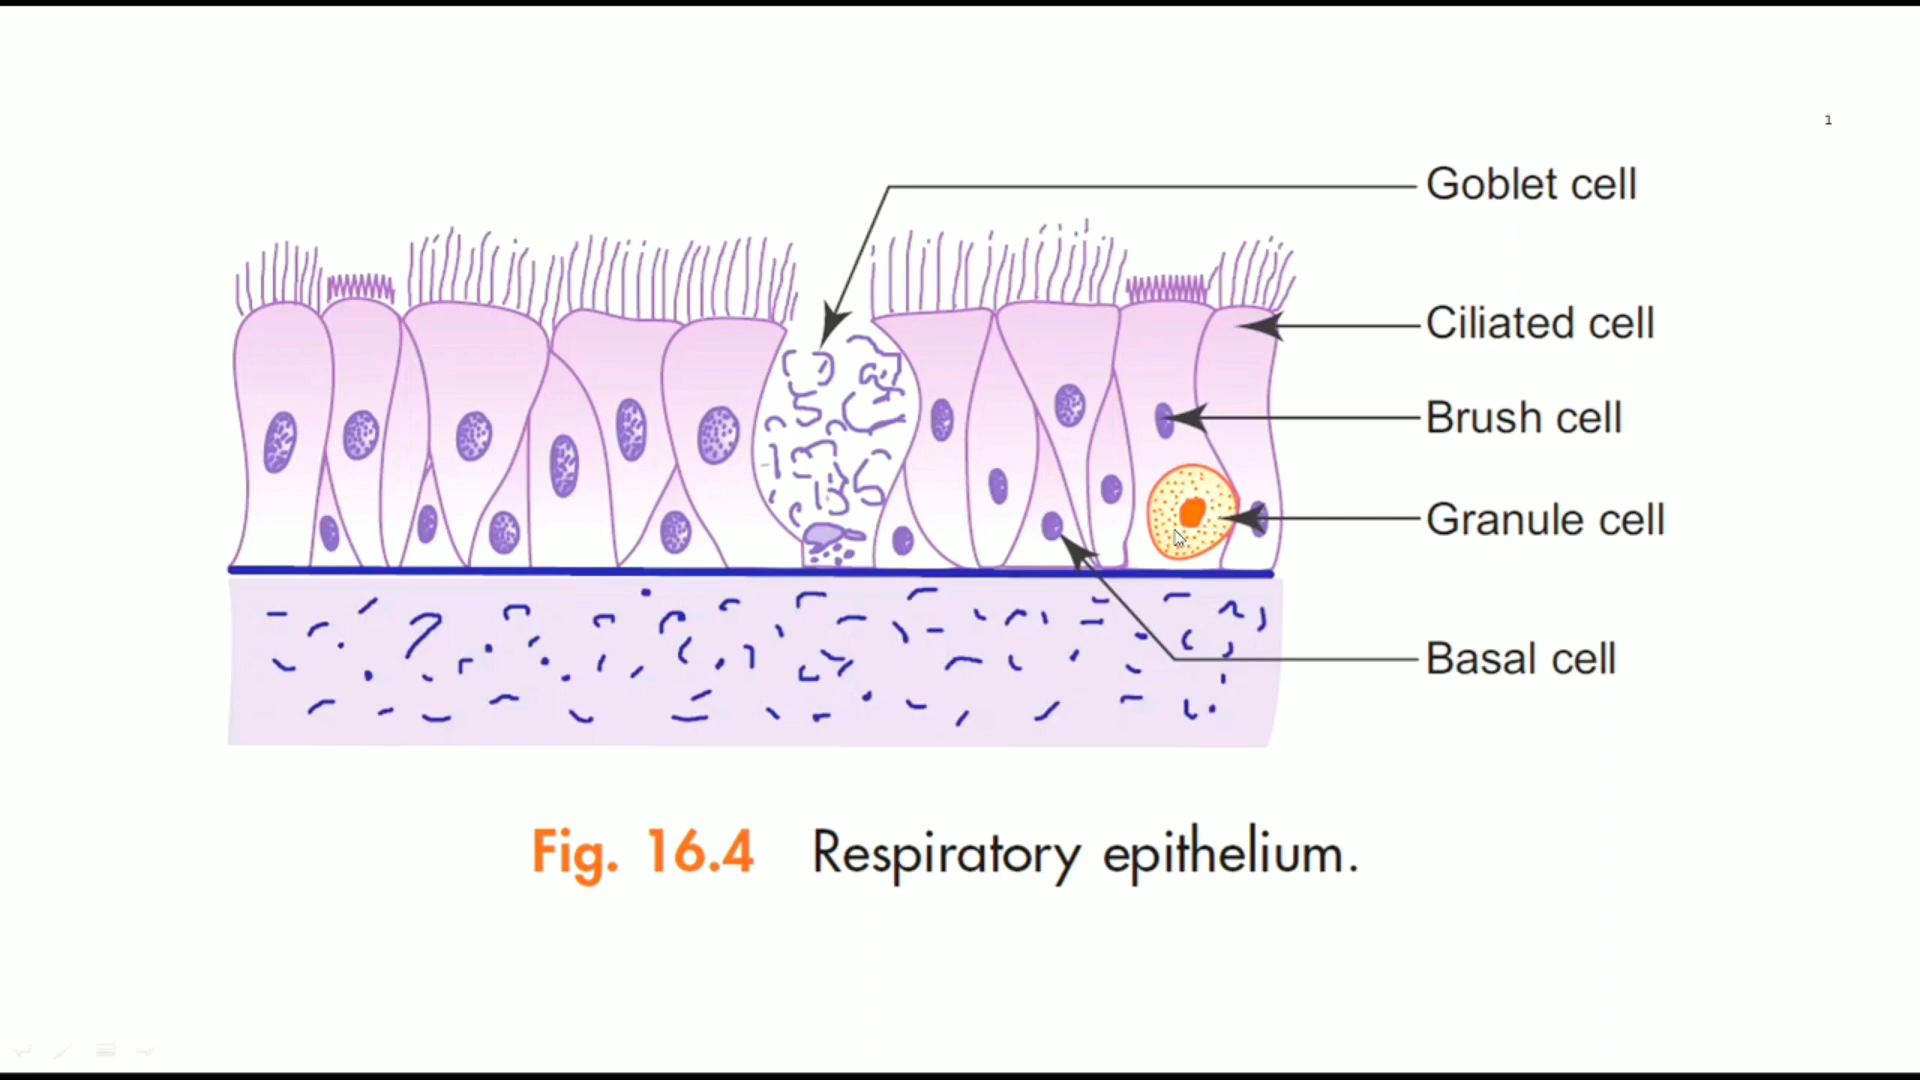 1
Goblet cell
Ciliated cell
Brush cell
Granule cell
Basal cell
Fig. 16.4 Respiratory epithelium.